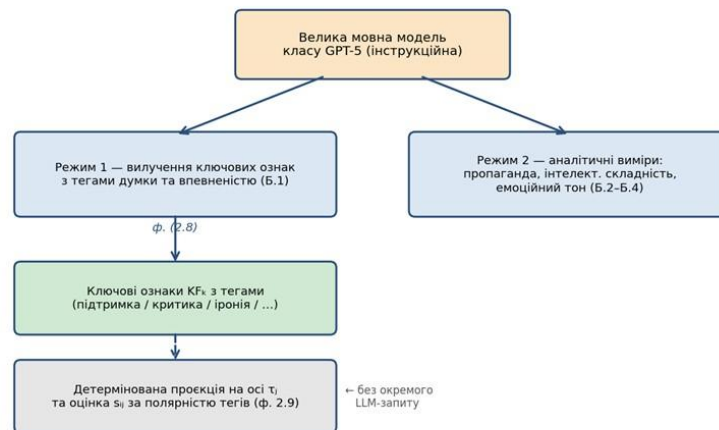 Велика мовна модель
класу GPT-5 (інструкційна)
Режим 1 — вилучення ключових ознак
з тегами думки та впевненістю (Б.1)
Режим 2 — аналітичні виміри:
пропаганда, інтелект. складність,
емоційний тон (Б.2–Б.4)
ф. (2.8)
Ключові ознаки KFₖ з тегами
(підтримка / критика / іронія / …)
Детермінована проєкція на осі τⱼ
та оцінка sᵢⱼ за полярністю тегів (ф. 2.9)
← без окремого
LLM-запиту